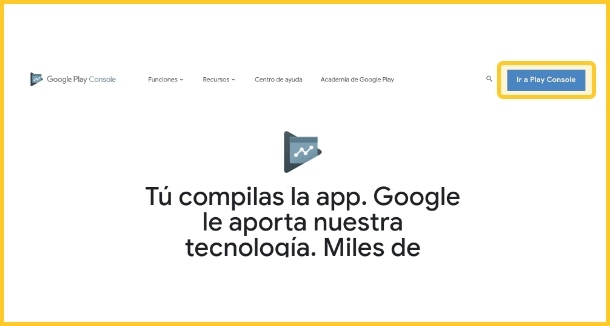 Google Play Console Funciones Recursos Centro de ayuda Academia de Google Play Ir a Play Console
Tú compilas la app. Google
le aporta nuestra
tecnología. Miles de